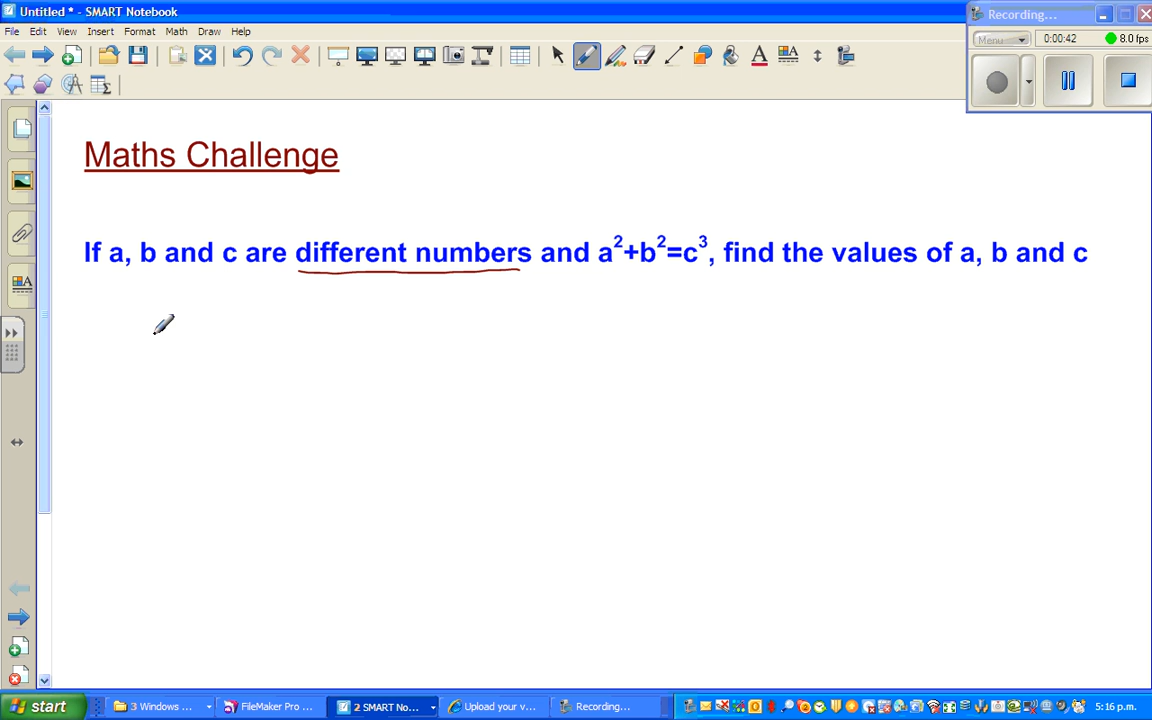 Untitled * - SMART Notebook
Recording...
File Edit View Insert Format Math Draw Help
Menu
0:00:42
8.0 fps
Maths Challenge
If a, b and c are different numbers and a²+b²=c³, find the values of a, b and c
start
3 Windows ...
FileMaker Pro ...
2 SMART No...
Upload your v...
Recording...
5:16 p.m.